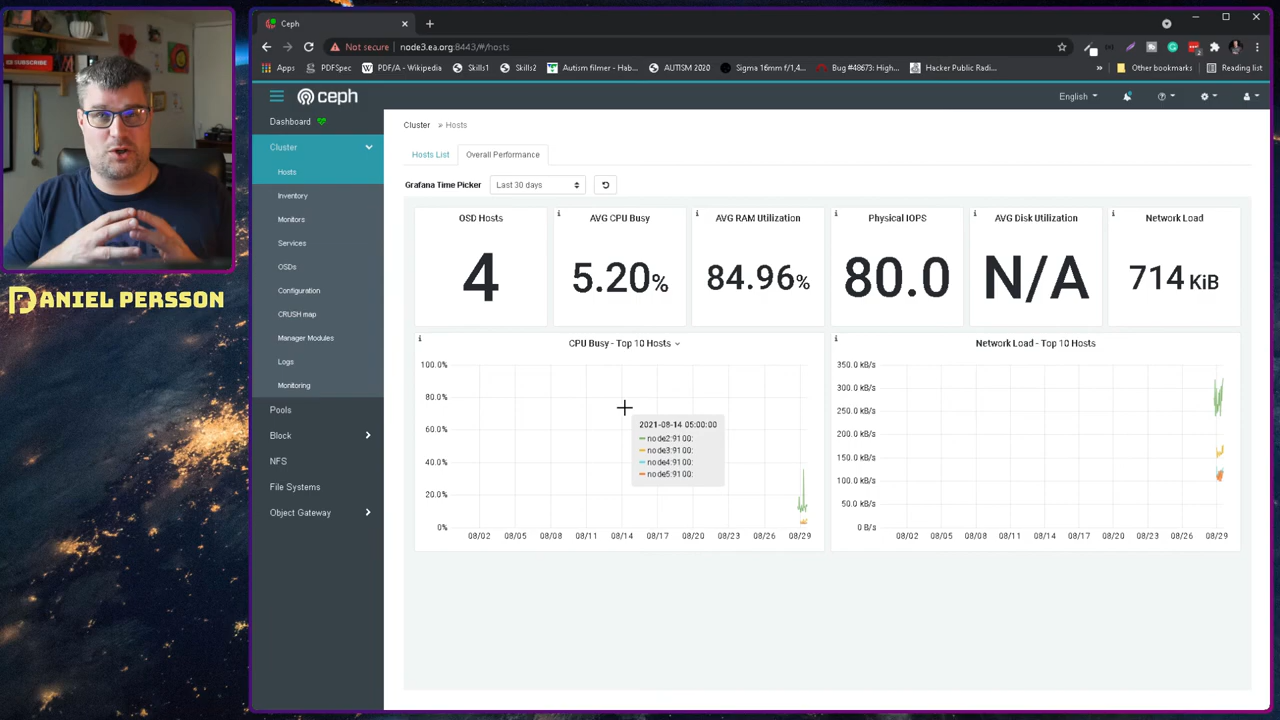 SUBSCRIBE
DANIEL PERSSON
Ceph
Not secure
node3.ea.org:8443/#/hosts
Apps
PDFSpec
PDF/A - Wikipedia
Skills1
Skills2
Autism filmer - Hab...
AUTISM 2020
Sigma 16mm f/1,4...
Bug #48673: High...
Hacker Public Radi...
»
Other bookmarks
Reading list
ceph
English
Dashboard
Cluster
Hosts
Inventory
Monitors
Services
OSDs
Configuration
CRUSH map
Manager Modules
Logs
Monitoring
Pools
Block
NFS
File Systems
Object Gateway
Cluster » Hosts
Hosts List
Overall Performance
Grafana Time Picker
Last 30 days
OSD Hosts
4
AVG CPU Busy
5.20%
AVG RAM Utilization
84.96%
Physical IOPS
80.0
AVG Disk Utilization
N/A
Network Load
714 KiB
CPU Busy - Top 10 Hosts
100.0%
80.0%
60.0%
40.0%
20.0%
0%
08/02 08/05 08/08 08/11 08/14 08/17 08/20 08/23 08/26 08/29
2021-08-14 05:00:00
node2:9100:
node3:9100:
node4:9100:
node5:9100:
Network Load - Top 10 Hosts
350.0 kB/s
300.0 kB/s
250.0 kB/s
200.0 kB/s
150.0 kB/s
100.0 kB/s
50.0 kB/s
0 B/s
08/02 08/05 08/08 08/11 08/14 08/17 08/20 08/23 08/26 08/29